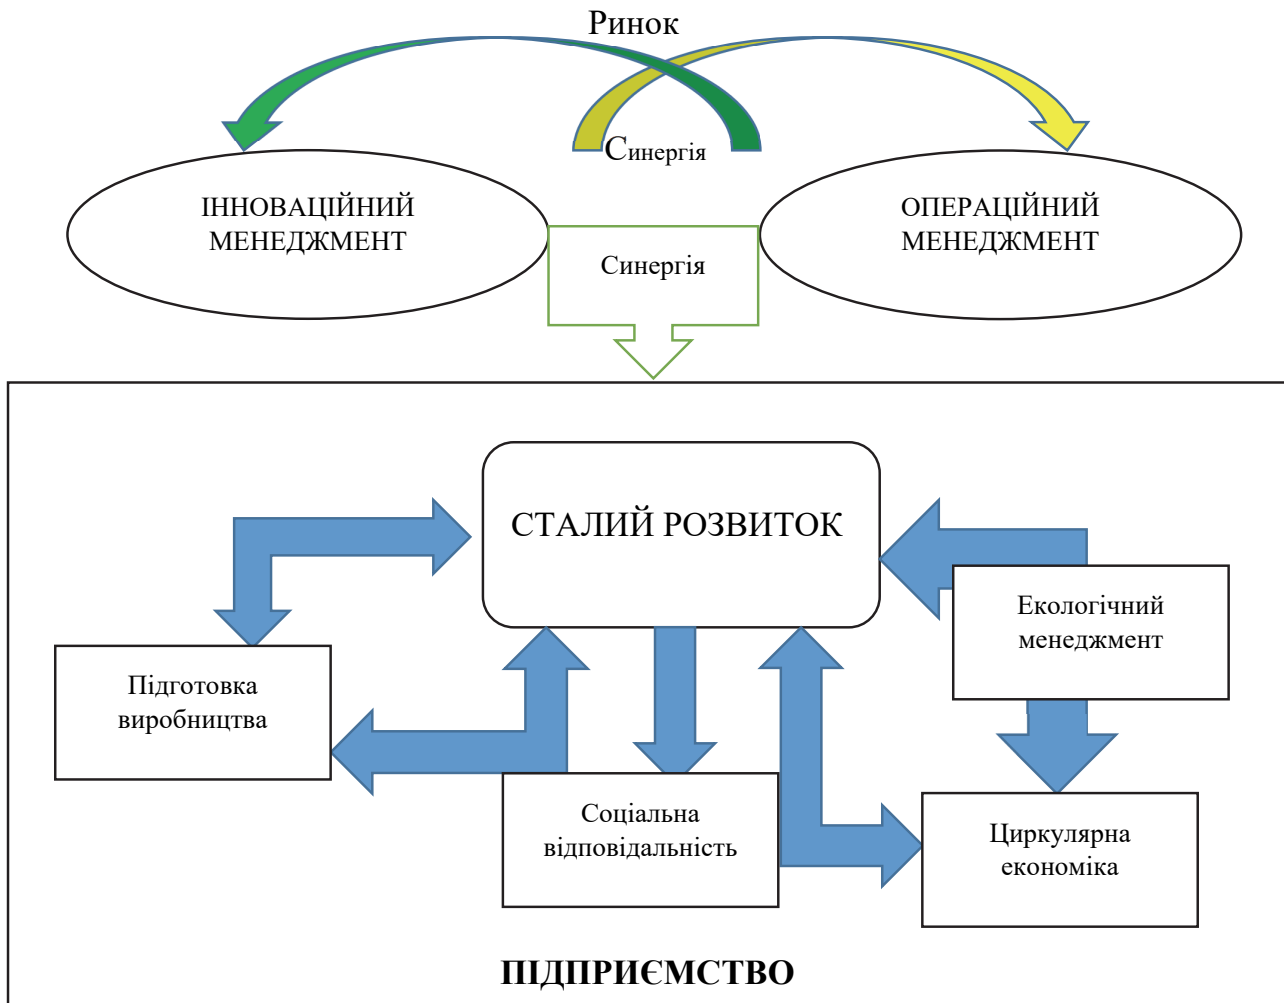 Ринок
Синергія
ІННОВАЦІЙНИЙ
МЕНЕДЖМЕНТ
ОПЕРАЦІЙНИЙ
МЕНЕДЖМЕНТ
Синергія
СТАЛИЙ РОЗВИТОК
Екологічний
менеджмент
Підготовка
виробництва
Соціальна
відповідальність
Циркулярна
економіка
ПІДПРИЄМСТВО